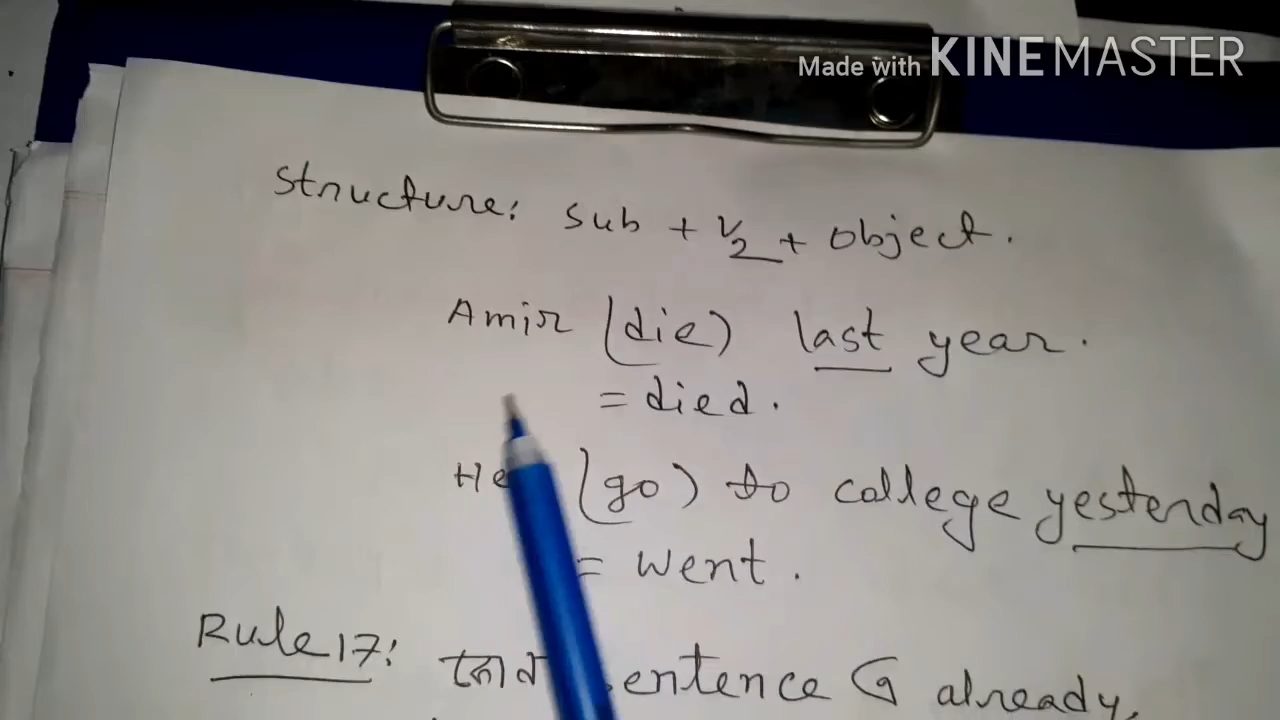 Made with KINEMASTER
Structure: Sub + V2 + Object.
Amir (die) last year.
= died.
He (go) to college yesterday
= went.
Rule 17: কোন sentence এ already,